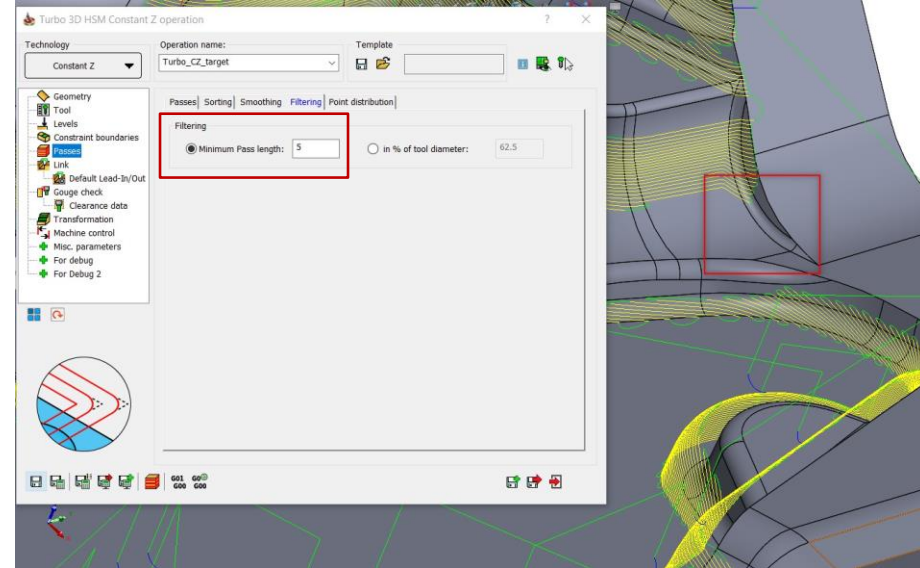 Turbo 3D HSM Constant Z operation
?
Technology
Operation name:
Template
Constant Z
Turbo_CZ_target
Geometry
Tool
Levels
Constraint boundaries
Passes
Link
Default Lead-In/Out
Gouge check
Clearance data
Transformation
Machine control
Misc. parameters
For debug
For Debug 2
Passes Sorting Smoothing Filtering Point distribution
Filtering
Minimum Pass length: 5
in % of tool diameter: 62.5
G01 G0
G00 G00